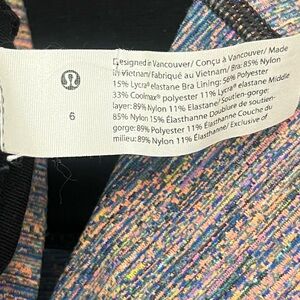 Designed in Vancouver/ Conçu à Vancouver/ Made
in Vietnam/Fabriqué au Vietnam/ Bra: 85% Nylon
15% Lycra® elastane Bra Lining: 56% Polyester
33% Coolmax® polyester 11% Lycra® elastane Middle
layer: 89% Nylon 11% Elastane/ Soutien-gorge:
85% Nylon 15% Élasthanne Doublure de soutien-
gorge: 89% Polyester 11% Élasthanne Couche du
milieu: 89% Nylon 11% Élasthanne/ Exclusive of
6